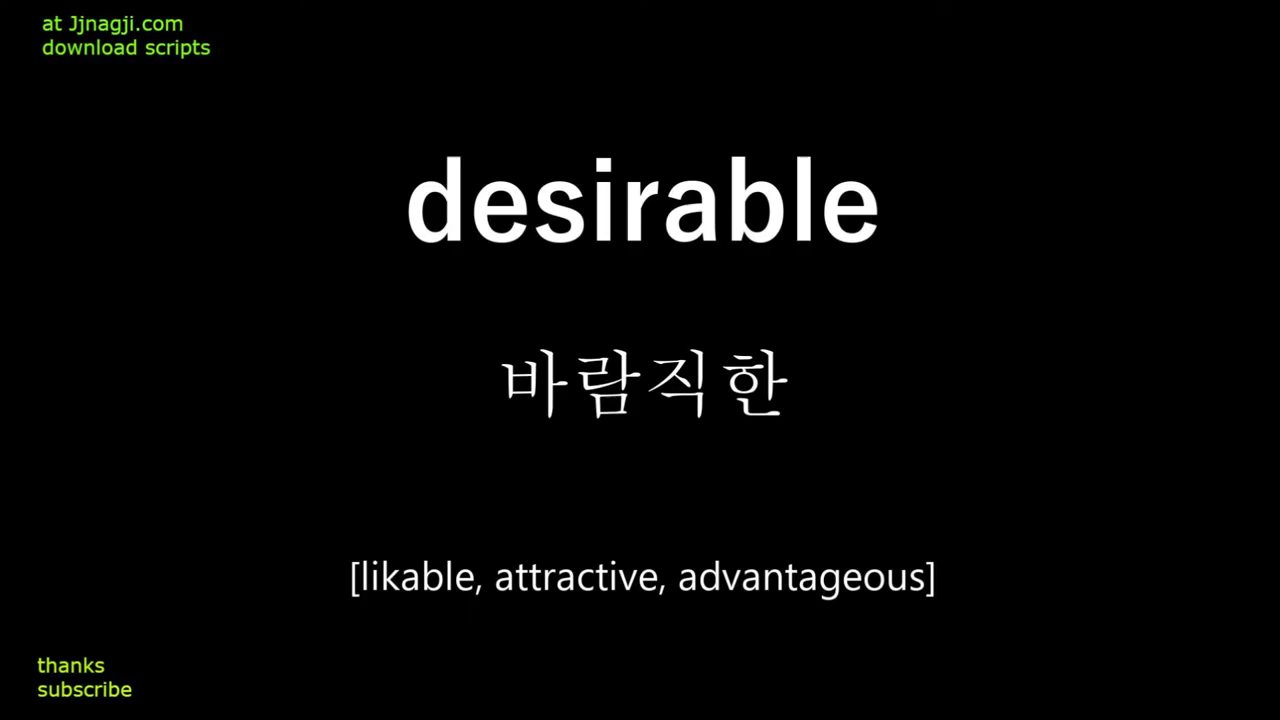 at Jjnagji.com
download scripts
desirable
바람직한
[likable, attractive, advantageous]
thanks
subscribe